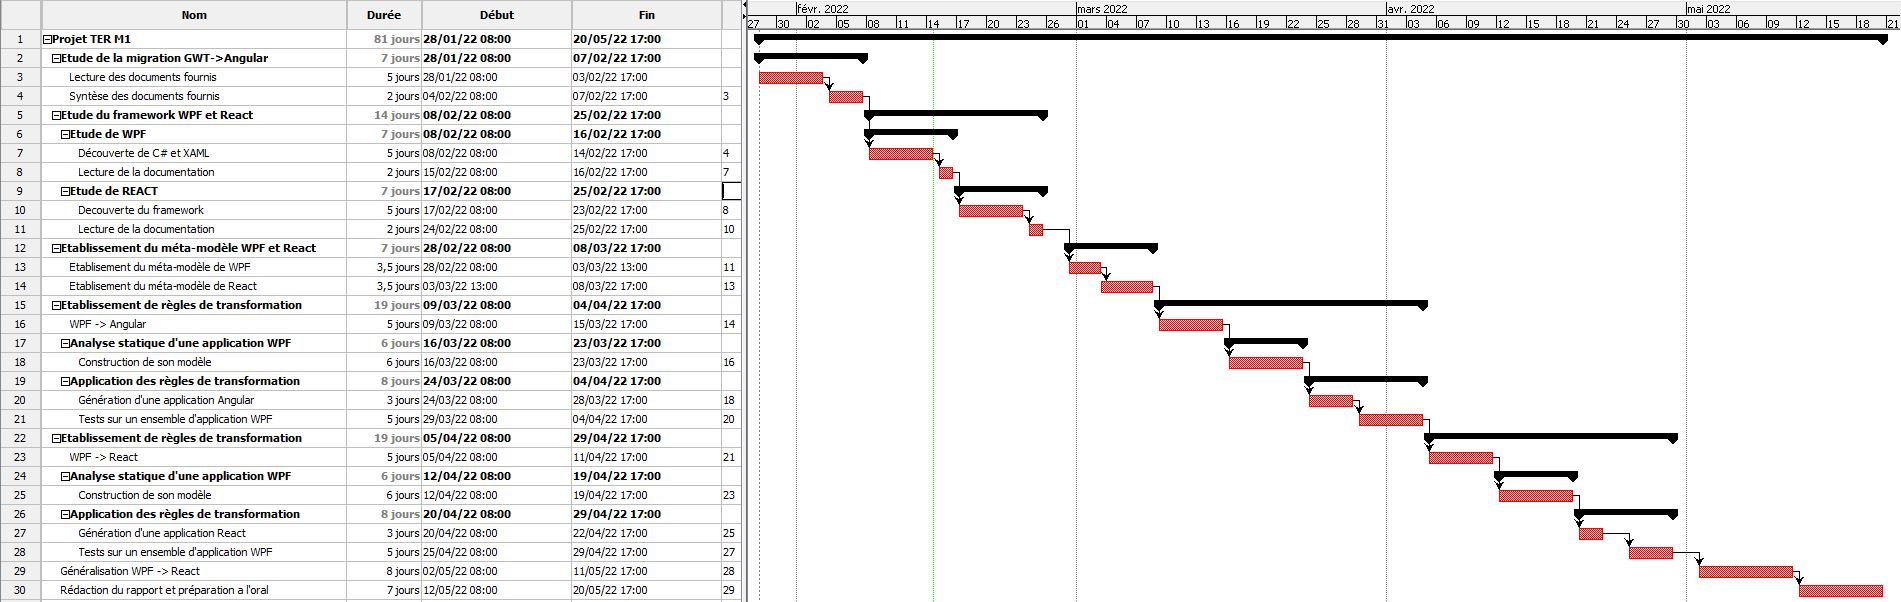 Nom Durée Début Fin
févr. 2022 mars 2022 avr. 2022 mai 2022
27 30 02 05 08 11 14 17 20 23 26 01 04 07 10 13 16 19 22 25 28 31 03 06 09 12 15 18 21 24 27 30 03 06 09 12 15 18 21
1 Projet TER M1 81 jours 28/01/22 08:00 20/05/22 17:00
2 Etude de la migration GWT->Angular 7 jours 28/01/22 08:00 07/02/22 17:00
3 Lecture des documents fournis 5 jours 28/01/22 08:00 03/02/22 17:00
4 Syntèse des documents fournis 2 jours 04/02/22 08:00 07/02/22 17:00 3
5 Etude du framework WPF et React 14 jours 08/02/22 08:00 25/02/22 17:00
6 Etude de WPF 7 jours 08/02/22 08:00 16/02/22 17:00
7 Découverte de C# et XAML 5 jours 08/02/22 08:00 14/02/22 17:00 4
8 Lecture de la documentation 2 jours 15/02/22 08:00 16/02/22 17:00 7
9 Etude de REACT 7 jours 17/02/22 08:00 25/02/22 17:00
10 Decouverte du framework 5 jours 17/02/22 08:00 23/02/22 17:00 8
11 Lecture de la documentation 2 jours 24/02/22 08:00 25/02/22 17:00 10
12 Etablissement du méta-modèle WPF et React 7 jours 28/02/22 08:00 08/03/22 17:00
13 Etablisement du méta-modèle de WPF 3,5 jours 28/02/22 08:00 03/03/22 13:00 11
14 Etablisement du méta-modèle de React 3,5 jours 03/03/22 13:00 08/03/22 17:00 13
15 Etablissement de règles de transformation 19 jours 09/03/22 08:00 04/04/22 17:00
16 WPF -> Angular 5 jours 09/03/22 08:00 15/03/22 17:00 14
17 Analyse statique d'une application WPF 6 jours 16/03/22 08:00 23/03/22 17:00
18 Construction de son modèle 6 jours 16/03/22 08:00 23/03/22 17:00 16
19 Application des règles de transformation 8 jours 24/03/22 08:00 04/04/22 17:00
20 Génération d'une application Angular 3 jours 24/03/22 08:00 28/03/22 17:00 18
21 Tests sur un ensemble d'application WPF 5 jours 29/03/22 08:00 04/04/22 17:00 20
22 Etablissement de règles de transformation 19 jours 05/04/22 08:00 29/04/22 17:00
23 WPF -> React 5 jours 05/04/22 08:00 11/04/22 17:00 21
24 Analyse statique d'une application WPF 6 jours 12/04/22 08:00 19/04/22 17:00
25 Construction de son modèle 6 jours 12/04/22 08:00 19/04/22 17:00 23
26 Application des règles de transformation 8 jours 20/04/22 08:00 29/04/22 17:00
27 Génération d'une application React 3 jours 20/04/22 08:00 22/04/22 17:00 25
28 Tests sur un ensemble d'application WPF 5 jours 25/04/22 08:00 29/04/22 17:00 27
29 Généralisation WPF -> React 8 jours 02/05/22 08:00 11/05/22 17:00 28
30 Rédaction du rapport et préparation a l'oral 7 jours 12/05/22 08:00 20/05/22 17:00 29